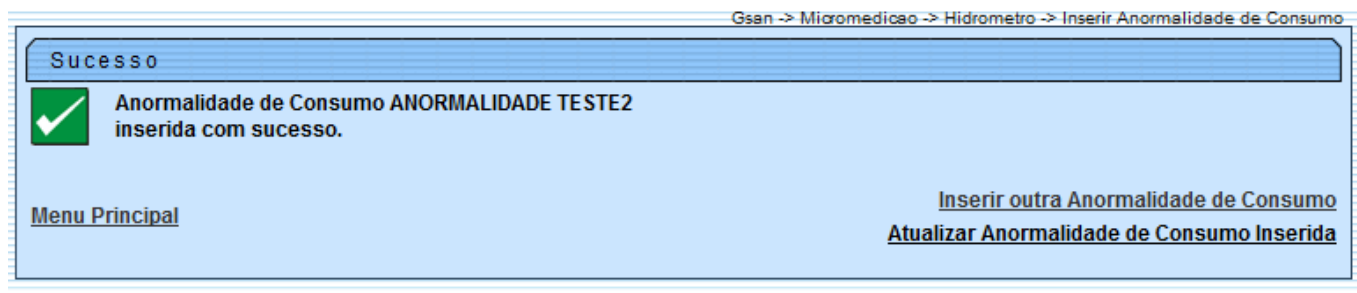 Gsan -> Micromedicao -> Hidrometro -> Inserir Anormalidade de Consumo
Sucesso
Anormalidade de Consumo ANORMALIDADE TESTE2
inserida com sucesso.
Inserir outra Anormalidade de Consumo
Menu Principal
Atualizar Anormalidade de Consumo Inserida